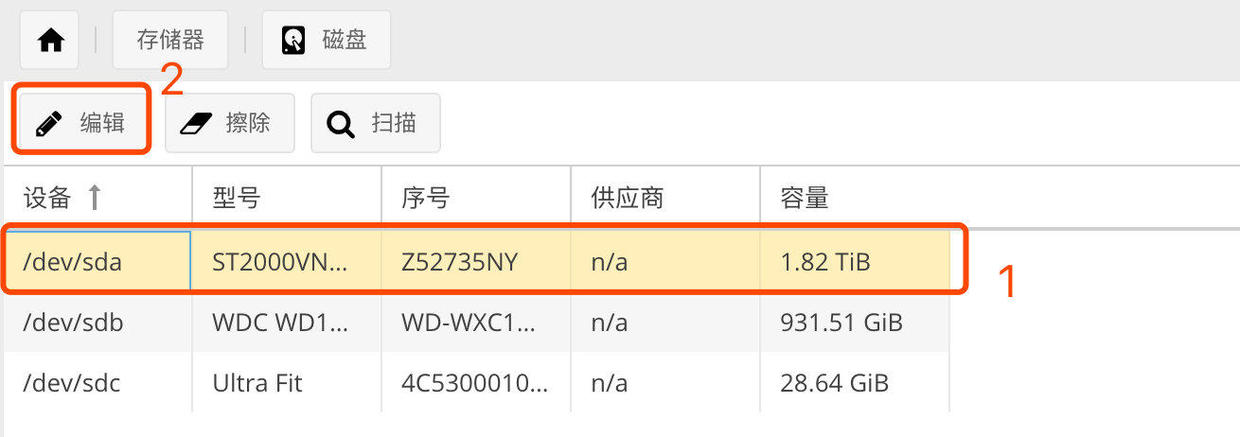 存储器 磁盘
2
编辑 擦除 扫描
设备 型号 序号 供应商 容量
/dev/sda ST2000VN... Z52735NY n/a 1.82 TiB
1
/dev/sdb WDC WD1... WD-WXC1... n/a 931.51 GiB
/dev/sdc Ultra Fit 4C5300010... n/a 28.64 GiB